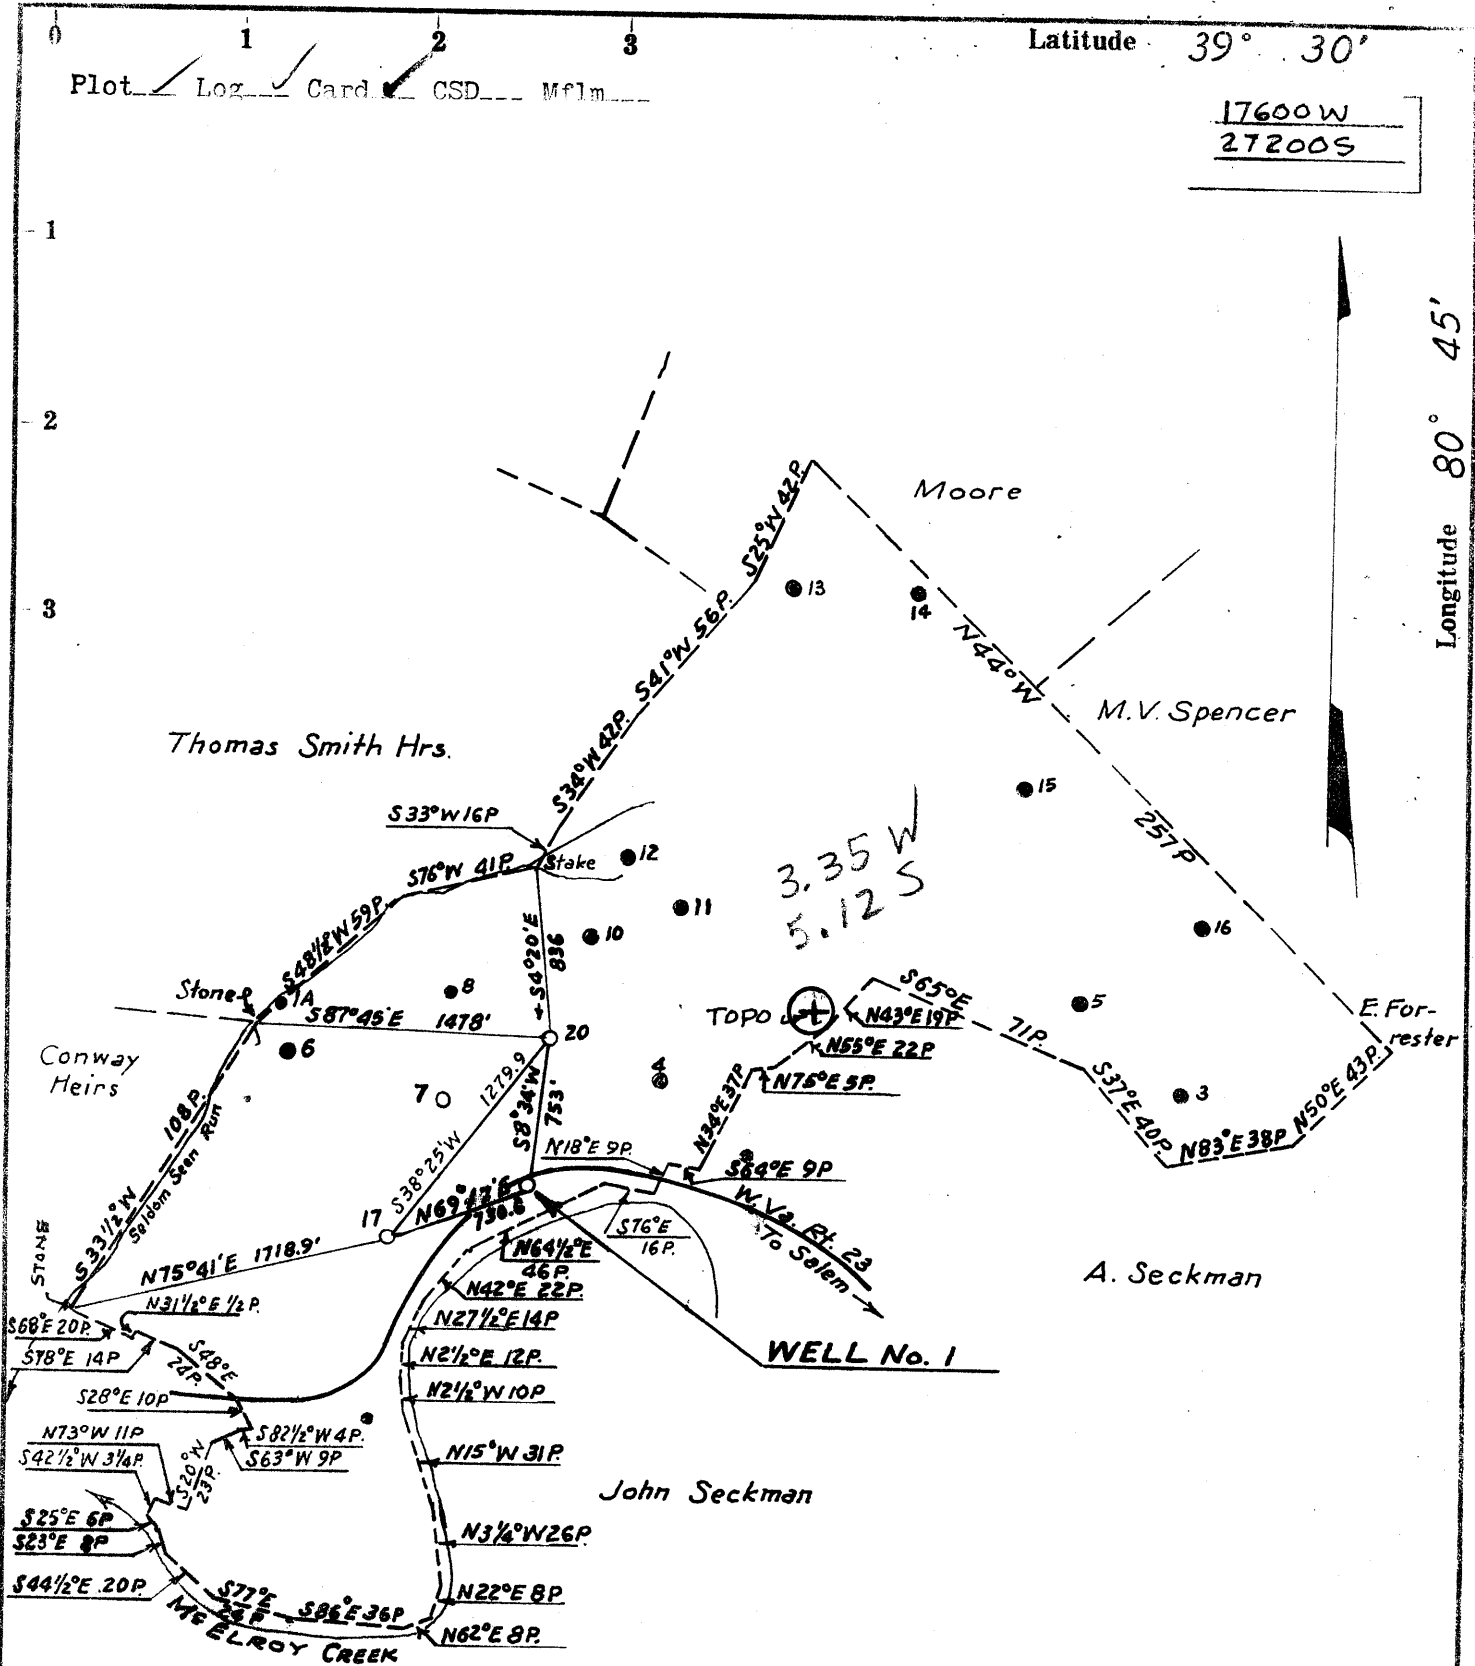 0 1 2 3 Latitude 39° 30'
Plot Log Card CSD Mflm
17600W
27200S
1
2
3
Longitude 80° 45'
Moore
S25°W 42P.
13
14
S41°W 56P.
N44°W
257P
M.V. Spencer
Thomas Smith Hrs.
S34°W 42P.
15
S33°W16P
Stake
12
S76°W 41P.
3.35 W
5.12 S
11
10
16
S48½°W 59P.
S4°20'E
836
Stone
1A
8
S87°45'E 1478'
20
TOPO
S65°E
71P.
N43°E 19P
5
E. For-
rester
N55°E 22P
Conway
Heirs
6
7
4
N75°E 5P.
1279.9
S38°25'W
S8°34'W
753'
N34°E 37P
S37°E 40P.
3
N50°E 43P.
N83°E 38P
108P.
S33½°W
Seldom Seen Run
N18°E 9P.
S64°E 9P
17
N69°
730.6
S76°E
16P.
W. Va. Rt. 23
To Salem
STONE
N75°41'E 1718.9'
N64½°E
46P.
A. Seckman
N31½°E ½P.
N42°E 22P.
S68°E 20P.
N27½°E 14P
S78°E 14P
S48°E
24P.
N2½°E 12P.
WELL No. 1
S28°E 10P
N2½°W 10P
N73°W 11P
S82½°W 4P.
S42½°W 3¼P.
S63°W 9P
S20°W
23P.
N15°W 31P.
John Seckman
S25°E 6P
S23°E 8P
N3¼°W 26P.
S44½°E 20P.
S77°E
S86°E 36P
N22°E 8P.
N62°E 8P.
McELROY CREEK